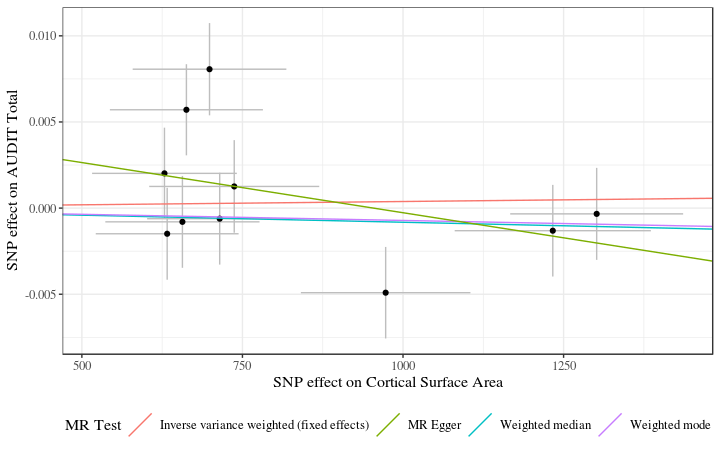 SNP effect on AUDIT Total
0.010
0.005
0.000
-0.005
500 750 1000 1250
SNP effect on Cortical Surface Area
MR Test Inverse variance weighted (fixed effects) MR Egger Weighted median Weighted mode